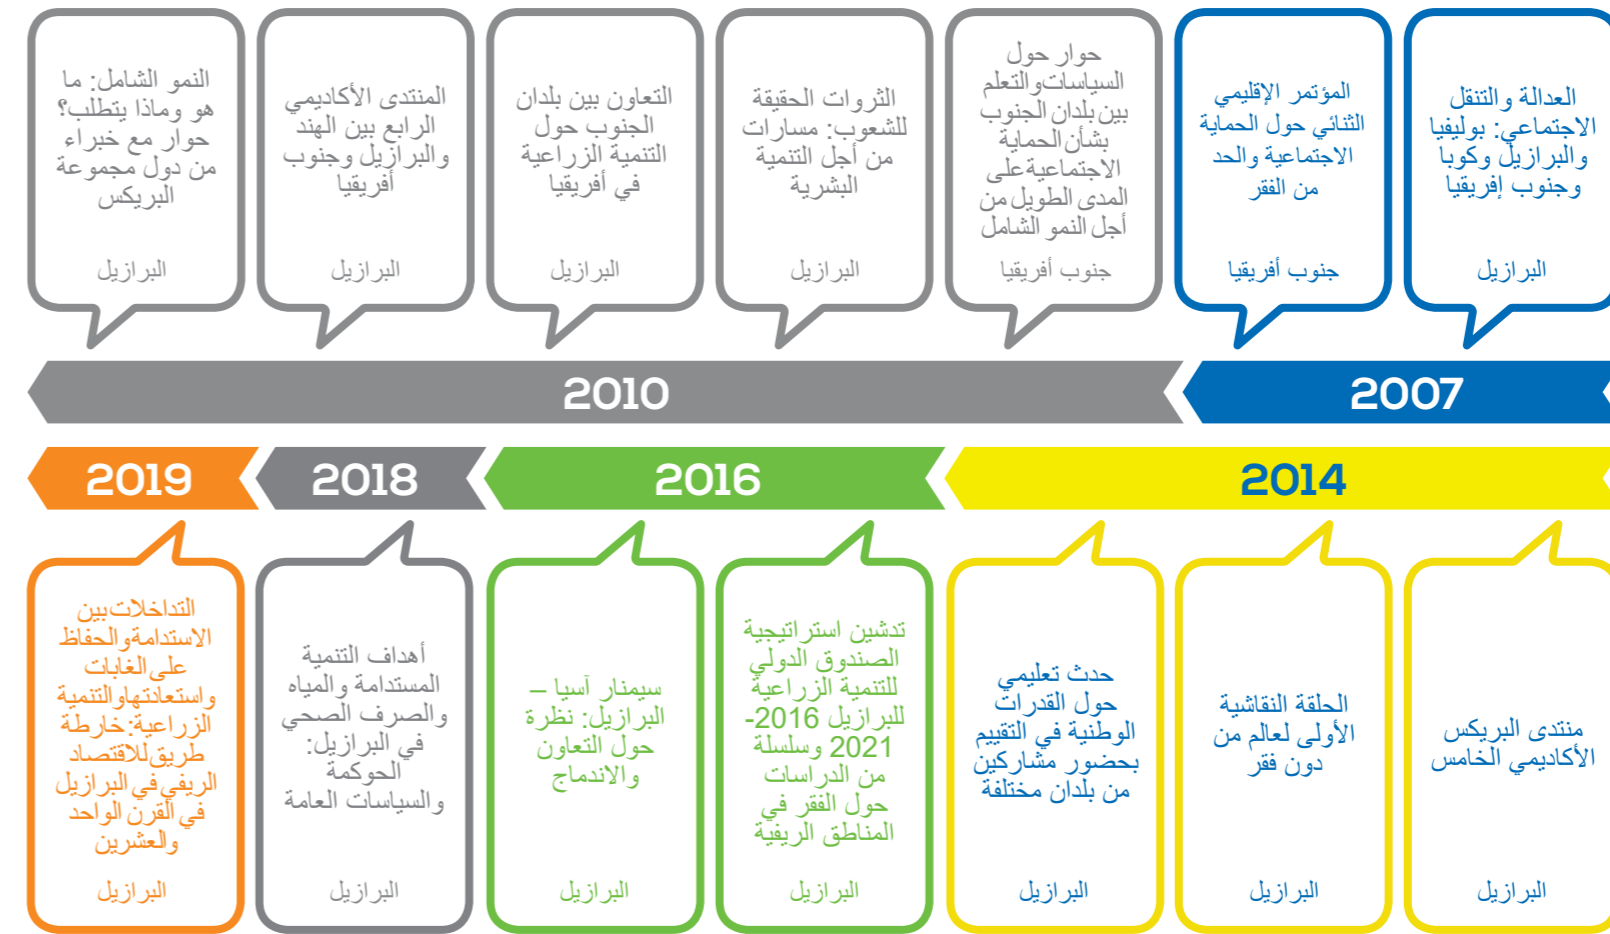 العدالة والتنقل
الاجتماعي: بوليفيا
والبرازيل وكوبا
وجنوب إفريقيا
البرازيل
المؤتمر الإقليمي
الثنائي حول الحماية
الاجتماعية والحد
من الفقر
جنوب أفريقيا
حوار حول
السياسات والتعلم
بين بلدان الجنوب
بشأن الحماية
الاجتماعية على
المدى الطويل من
أجل النمو الشامل
جنوب أفريقيا
الثروات الحقيقة
للشعوب: مسارات
من أجل التنمية
البشرية
البرازيل
التعاون بين بلدان
الجنوب حول
التنمية الزراعية
في أفريقيا
البرازيل
المنتدى الأكاديمي
الرابع بين الهند
والبرازيل وجنوب
أفريقيا
البرازيل
النمو الشامل: ما
هو وماذا يتطلب؟
حوار مع خبراء
من دول مجموعة
البريكس
البرازيل
2007
2010
2014
2016
2018
2019
منتدى البريكس
الأكاديمي الخامس
البرازيل
الحلقة النقاشية
الأولى لعالم من
دون فقر
البرازيل
حدث تعليمي
حول القدرات
الوطنية في التقييم
بحضور مشاركين
من بلدان مختلفة
البرازيل
تدشين استراتيجية
الصندوق الدولي
للتنمية الزراعية
للبرازيل 2016-
2021 وسلسلة
من الدراسات
حول الفقر في
المناطق الريفية
البرازيل
سيمنار آسيا –
البرازيل: نظرة
حول التعاون
والاندماج
البرازيل
أهداف التنمية
المستدامة والمياه
والصرف الصحي
في البرازيل:
الحوكمة
والسياسات العامة
البرازيل
التداخلات بين
الاستدامة والحفاظ
على الغابات
واستعادتها والتنمية
الزراعية: خارطة
طريق للاقتصاد
الريفي في البرازيل
في القرن الواحد
والعشرين
البرازيل